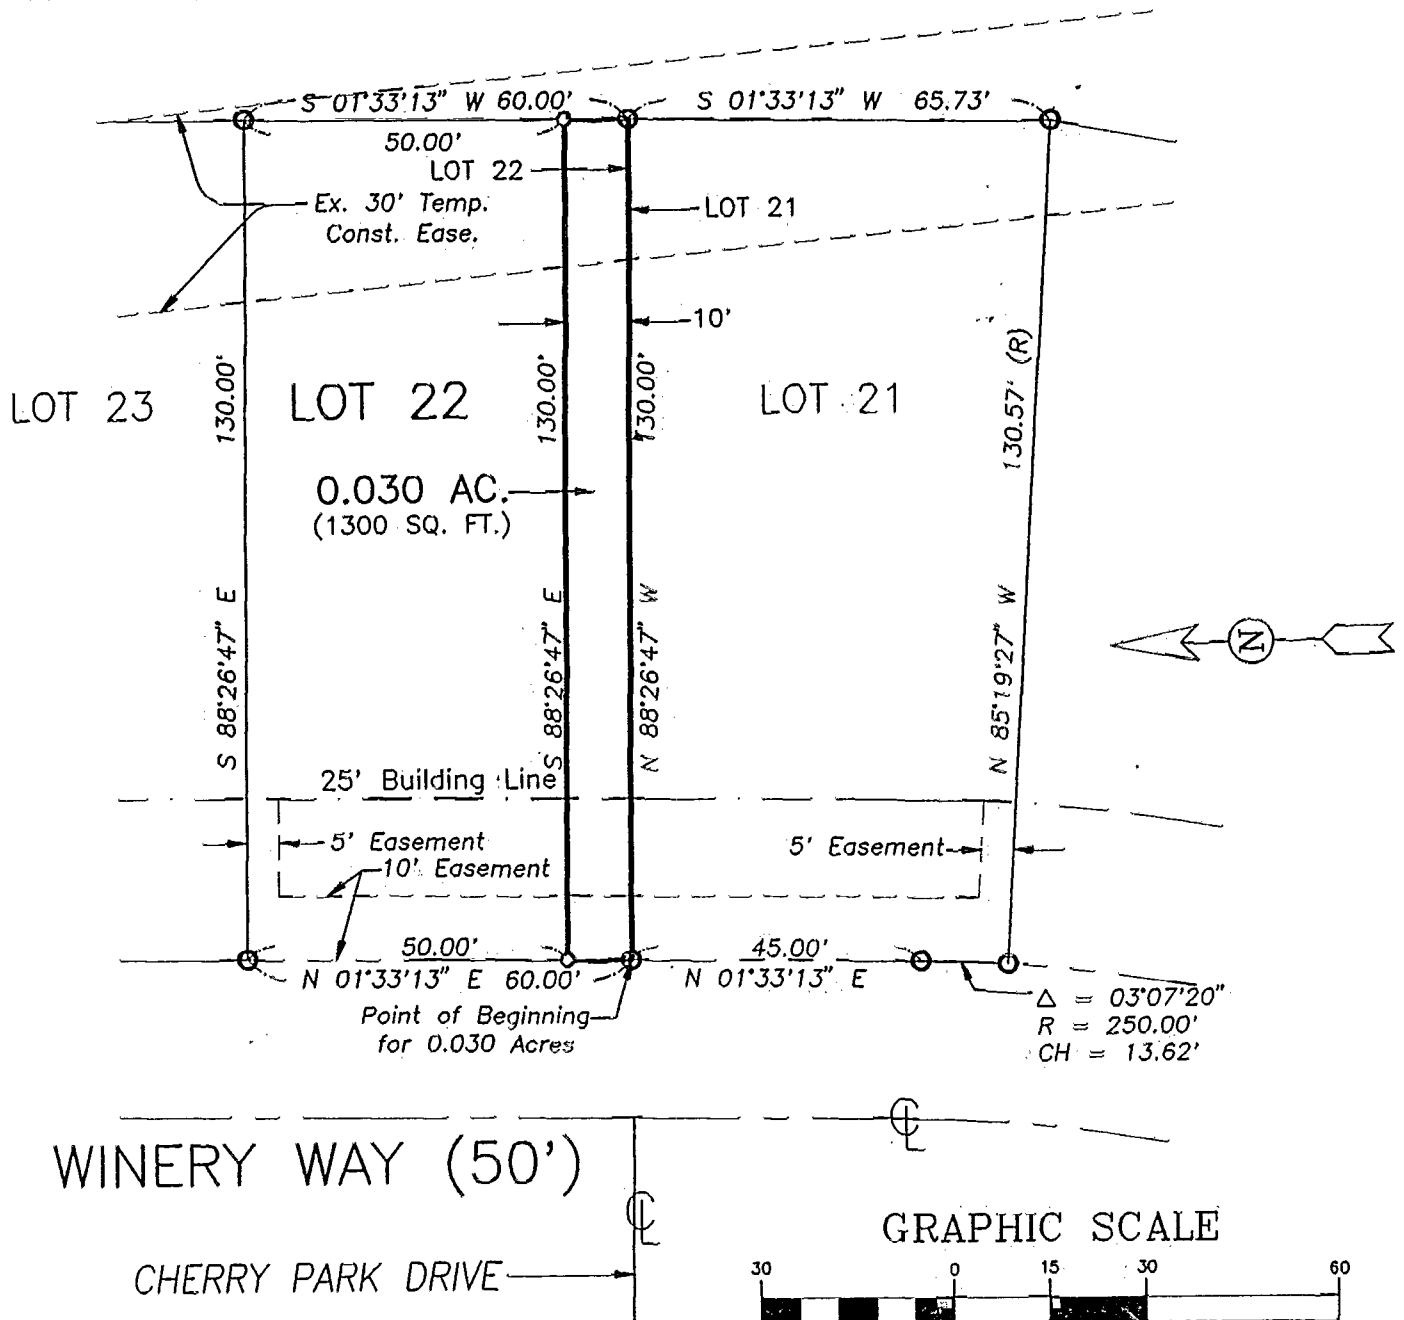 S 01°33'13" W 60.00'
S 01°33'13" W 65.73'
50.00'
LOT 22
Ex. 30' Temp.
Const. Ease.
LOT 21
10'
130.00'
130.00'
130.00'
130.57' (R)
LOT 23
LOT 22
LOT 21
0.030 AC.
(1300 SQ. FT.)
S 88°26'47" E
S 88°26'47" E
N 88°26'47" W
N 85°19'27" W
N
25' Building Line
5' Easement
10' Easement
5' Easement
50.00'
45.00'
N 01°33'13" E 60.00'
N 01°33'13" E
Point of Beginning
for 0.030 Acres
Δ = 03°07'20"
R = 250.00'
CH = 13.62'
WINERY WAY (50')
CHERRY PARK DRIVE
GRAPHIC SCALE
30 0 15 30 60